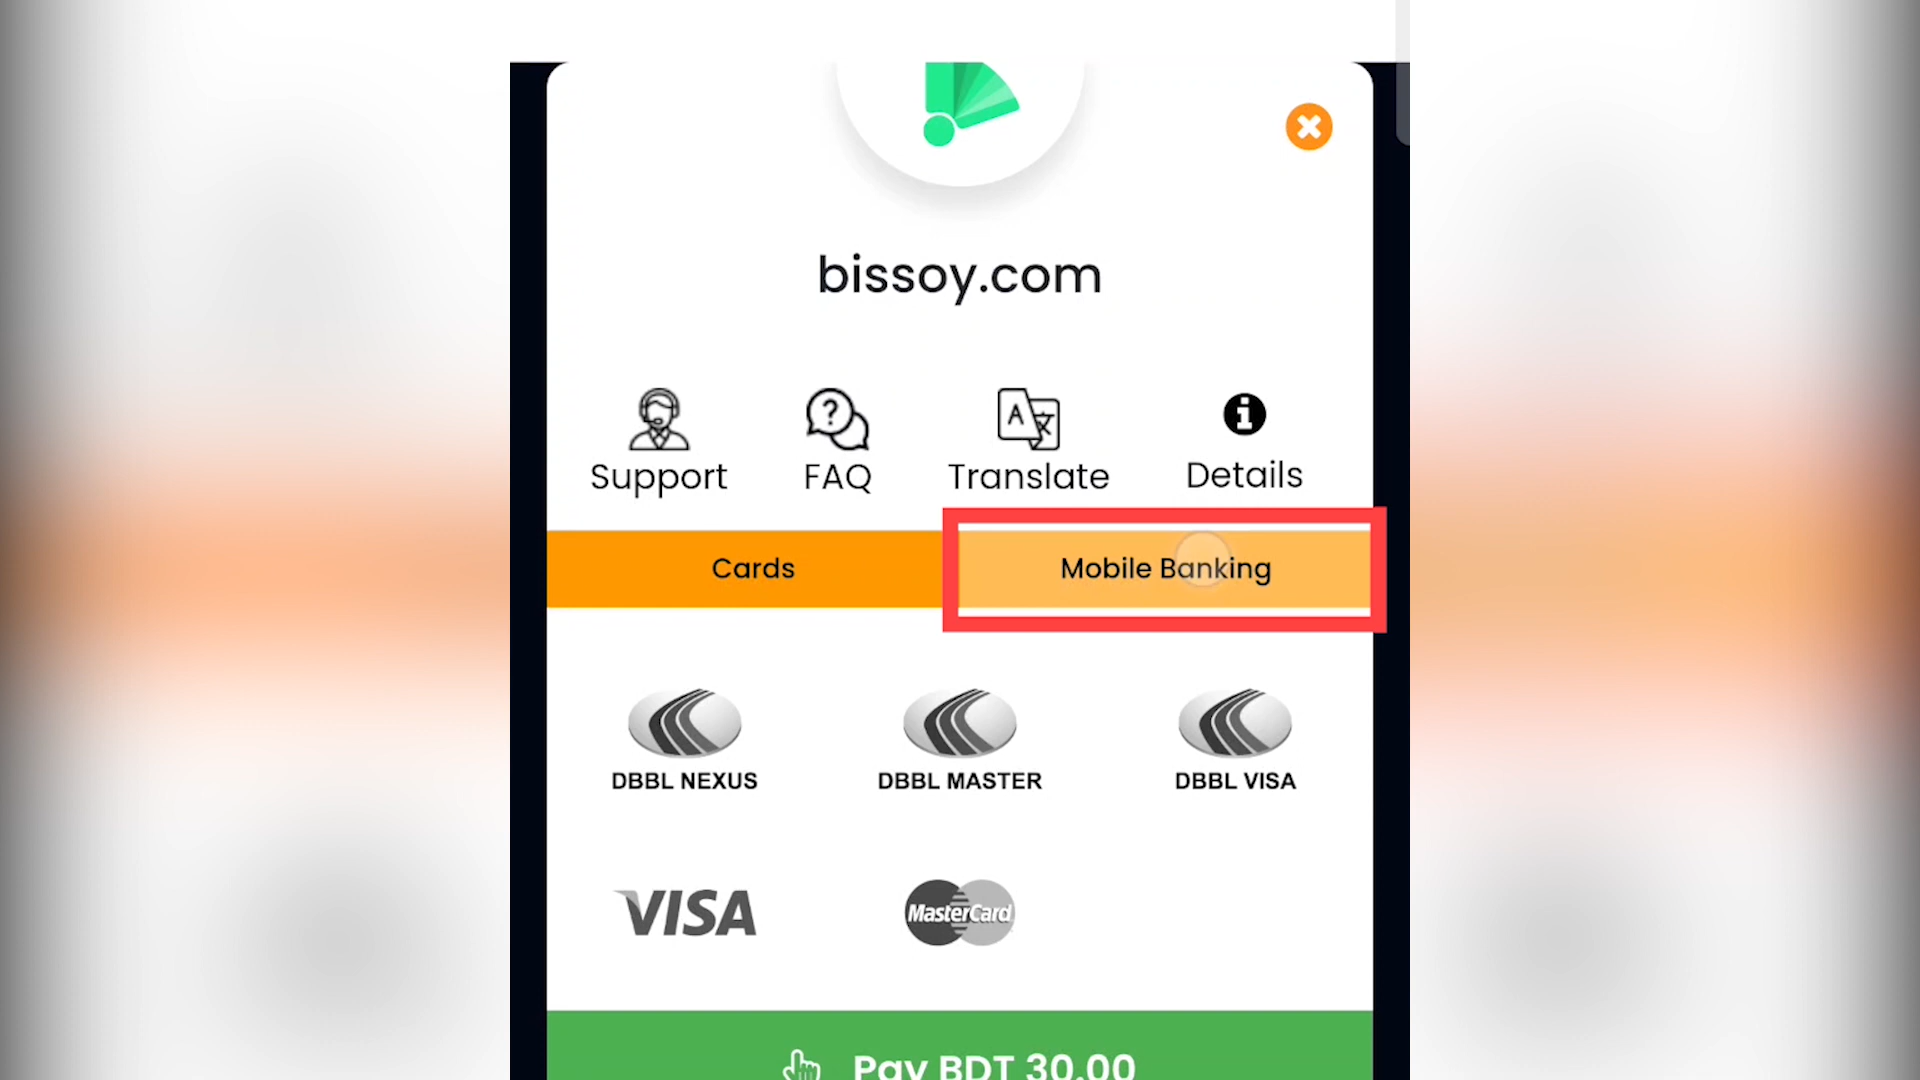 bissoy.com
Support FAQ Translate Details
Cards Mobile Banking
DBBL NEXUS DBBL MASTER DBBL VISA
VISA MasterCard
Pay BDT 30.00